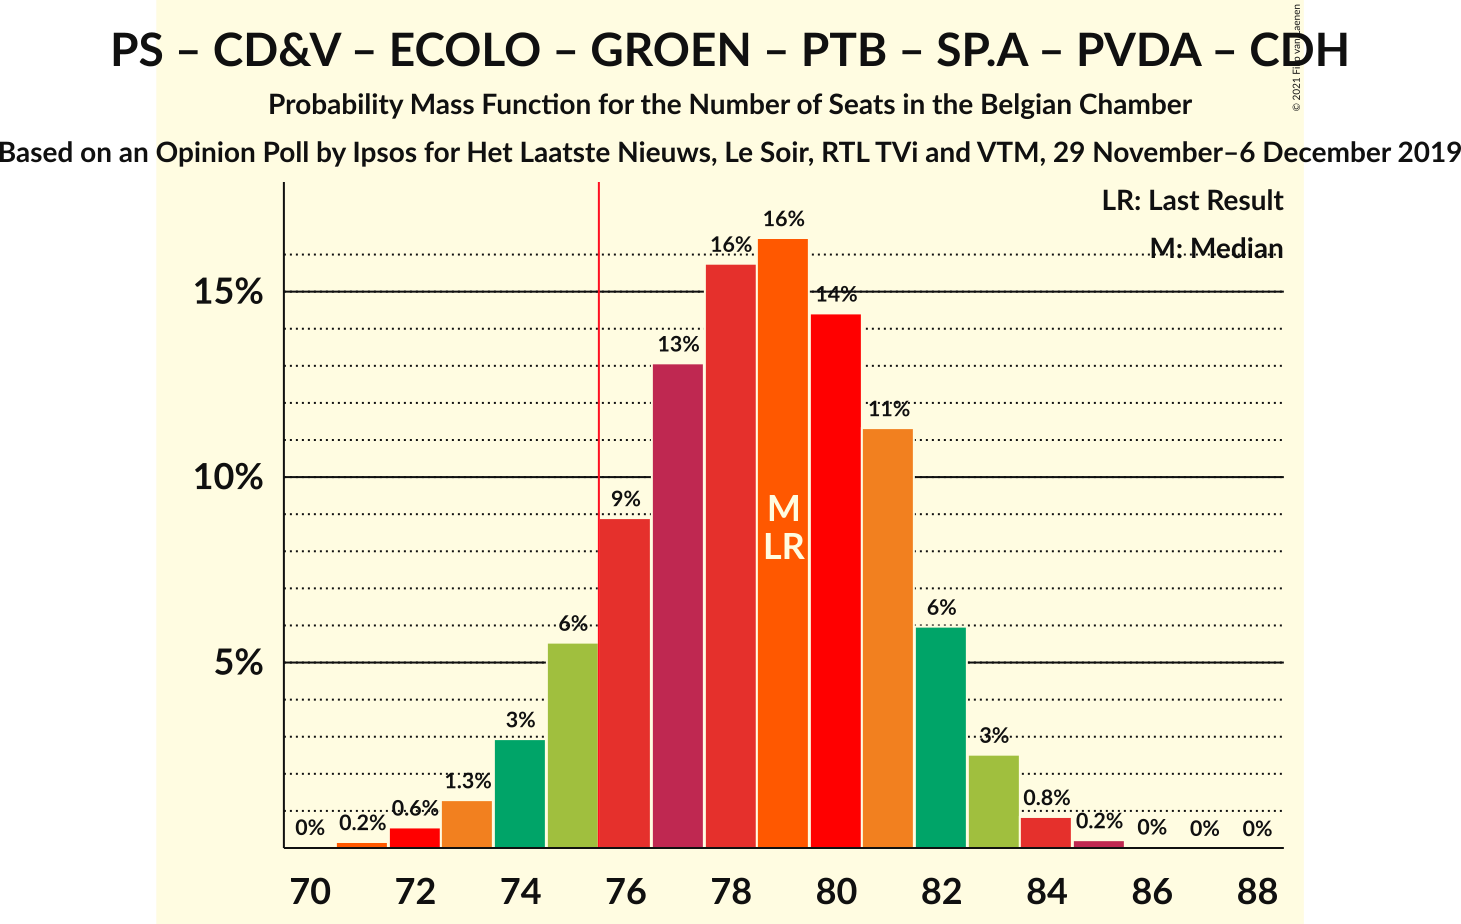 PS – CD&V – ECOLO – GROEN – PTB – SP.A – PVDA – CDH
Probability Mass Function for the Number of Seats in the Belgian Chamber
Based on an Opinion Poll by Ipsos for Het Laatste Nieuws, Le Soir, RTL TVi and VTM, 29 November–6 December 2019
© 2021 Filip van Laenen
LR: Last Result
M: Median
15%
10%
5%
0%
0.2%
0.6%
1.3%
3%
6%
9%
13%
16%
16%
14%
11%
6%
3%
0.8%
0.2%
0%
0%
0%
M
LR
70 72 74 76 78 80 82 84 86 88